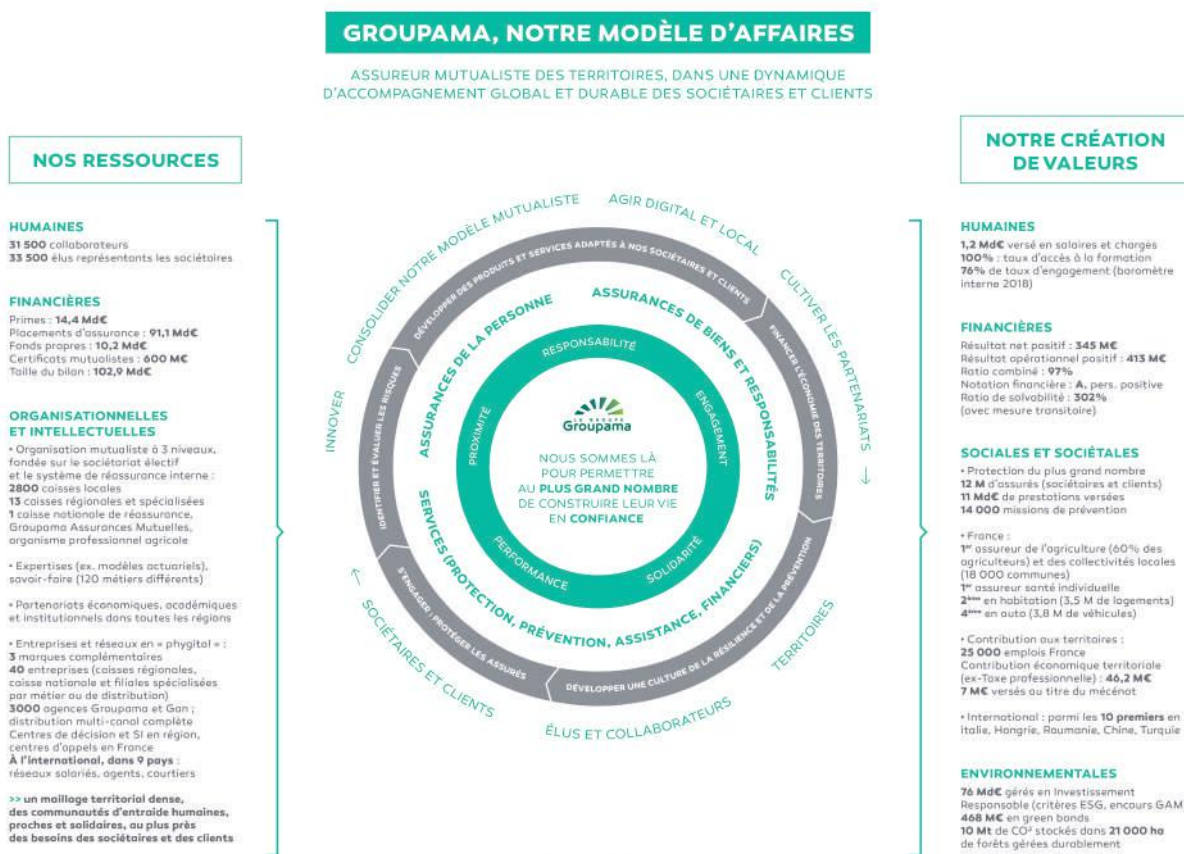 GROUPAMA, NOTRE MODÈLE D'AFFAIRES
ASSUREUR MUTUALISTE DES TERRITOIRES, DANS UNE DYNAMIQUE
D'ACCOMPAGNEMENT GLOBAL ET DURABLE DES SOCIÉTAIRES ET CLIENTS
NOS RESSOURCES
HUMAINES
31 500 collaborateurs
33 500 élus représentants les sociétaires
FINANCIÈRES
Primes : 14,4 Md€
Placements d'assurance : 91,1 Md€
Fonds propres : 10,2 Md€
Certificats mutualistes : 600 M€
Taille du bilan : 102,9 Md€
ORGANISATIONNELLES
ET INTELLECTUELLES
• Organisation mutualiste à 3 niveaux,
fondée sur le sociétariat électif
et le système de réassurance interne :
2800 caisses locales
13 caisses régionales et spécialisées
1 caisse nationale de réassurance,
Groupama Assurances Mutuelles,
organisme professionnel agricole
• Expertises (ex. modèles actuariels),
savoir-faire (120 métiers différents)
• Partenariats économiques, académiques
et institutionnels dans toutes les régions
• Entreprises et réseaux en « phygital » :
3 marques complémentaires
40 entreprises (caisses régionales,
caisse nationale et filiales spécialisées
par métier ou de distribution)
3000 agences Groupama et Gan ;
distribution multi-canal complète
Centres de décision et SI en région,
centres d'appels en France
À l'international, dans 9 pays :
réseaux salariés, agents, courtiers
>> un maillage territorial dense,
des communautés d'entraide humaines,
proches et solidaires, au plus près
des besoins des sociétaires et des clients
INNOVER
CONSOLIDER NOTRE MODÈLE MUTUALISTE
AGIR DIGITAL ET LOCAL
CULTIVER LES PARTENARIATS →
IDENTIFIER ET ÉVALUER LES RISQUES
DÉVELOPPER DES PRODUITS ET SERVICES ADAPTÉS À NOS SOCIÉTAIRES ET CLIENTS
FINANCER L'ÉCONOMIE DES TERRITOIRES
DÉVELOPPER UNE CULTURE DE LA RÉSILIENCE ET DE LA PRÉVENTION
S'ENGAGER, PROTÉGER LES ASSURÉS
ASSURANCES DE LA PERSONNE
ASSURANCES DE BIENS ET RESPONSABILITÉS
SERVICES (PROTECTION, PRÉVENTION, ASSISTANCE, FINANCIERS)
PROXIMITÉ
RESPONSABILITÉ
ENGAGEMENT
SOLIDARITÉ
PERFORMANCE
LE GROUPE
Groupama
NOUS SOMMES LÀ
POUR PERMETTRE
AU PLUS GRAND NOMBRE
DE CONSTRUIRE LEUR VIE
EN CONFIANCE
← SOCIÉTAIRES ET CLIENTS
ÉLUS ET COLLABORATEURS
TERRITOIRES
NOTRE CRÉATION
DE VALEURS
HUMAINES
1,2 Md€ versé en salaires et charges
100% : taux d'accès à la formation
76% de taux d'engagement (baromètre
interne 2018)
FINANCIÈRES
Résultat net positif : 345 M€
Résultat opérationnel positif : 413 M€
Ratio combiné : 97%
Notation financière : A, pers. positive
Ratio de solvabilité : 302%
(avec mesure transitoire)
SOCIALES ET SOCIÉTALES
• Protection du plus grand nombre
12 M d'assurés (sociétaires et clients)
11 Md€ de prestations versées
14 000 missions de prévention
• France :
1er assureur de l'agriculture (60% des
agriculteurs) et des collectivités locales
(18 000 communes)
1er assureur santé individuelle
2ème en habitation (3,5 M de logements)
4ème en auto (3,8 M de véhicules)
• Contribution aux territoires :
25 000 emplois France
Contribution économique territoriale
(ex-Taxe professionnelle) : 46,2 M€
7 M€ versés au titre du mécénat
• International : parmi les 10 premiers en
Italie, Hongrie, Roumanie, Chine, Turquie
ENVIRONNEMENTALES
76 Md€ gérés en Investissement
Responsable (critères ESG, encours GAM
468 M€ en green bonds
10 Mt de CO² stockés dans 21 000 ha
de forêts gérées durablement